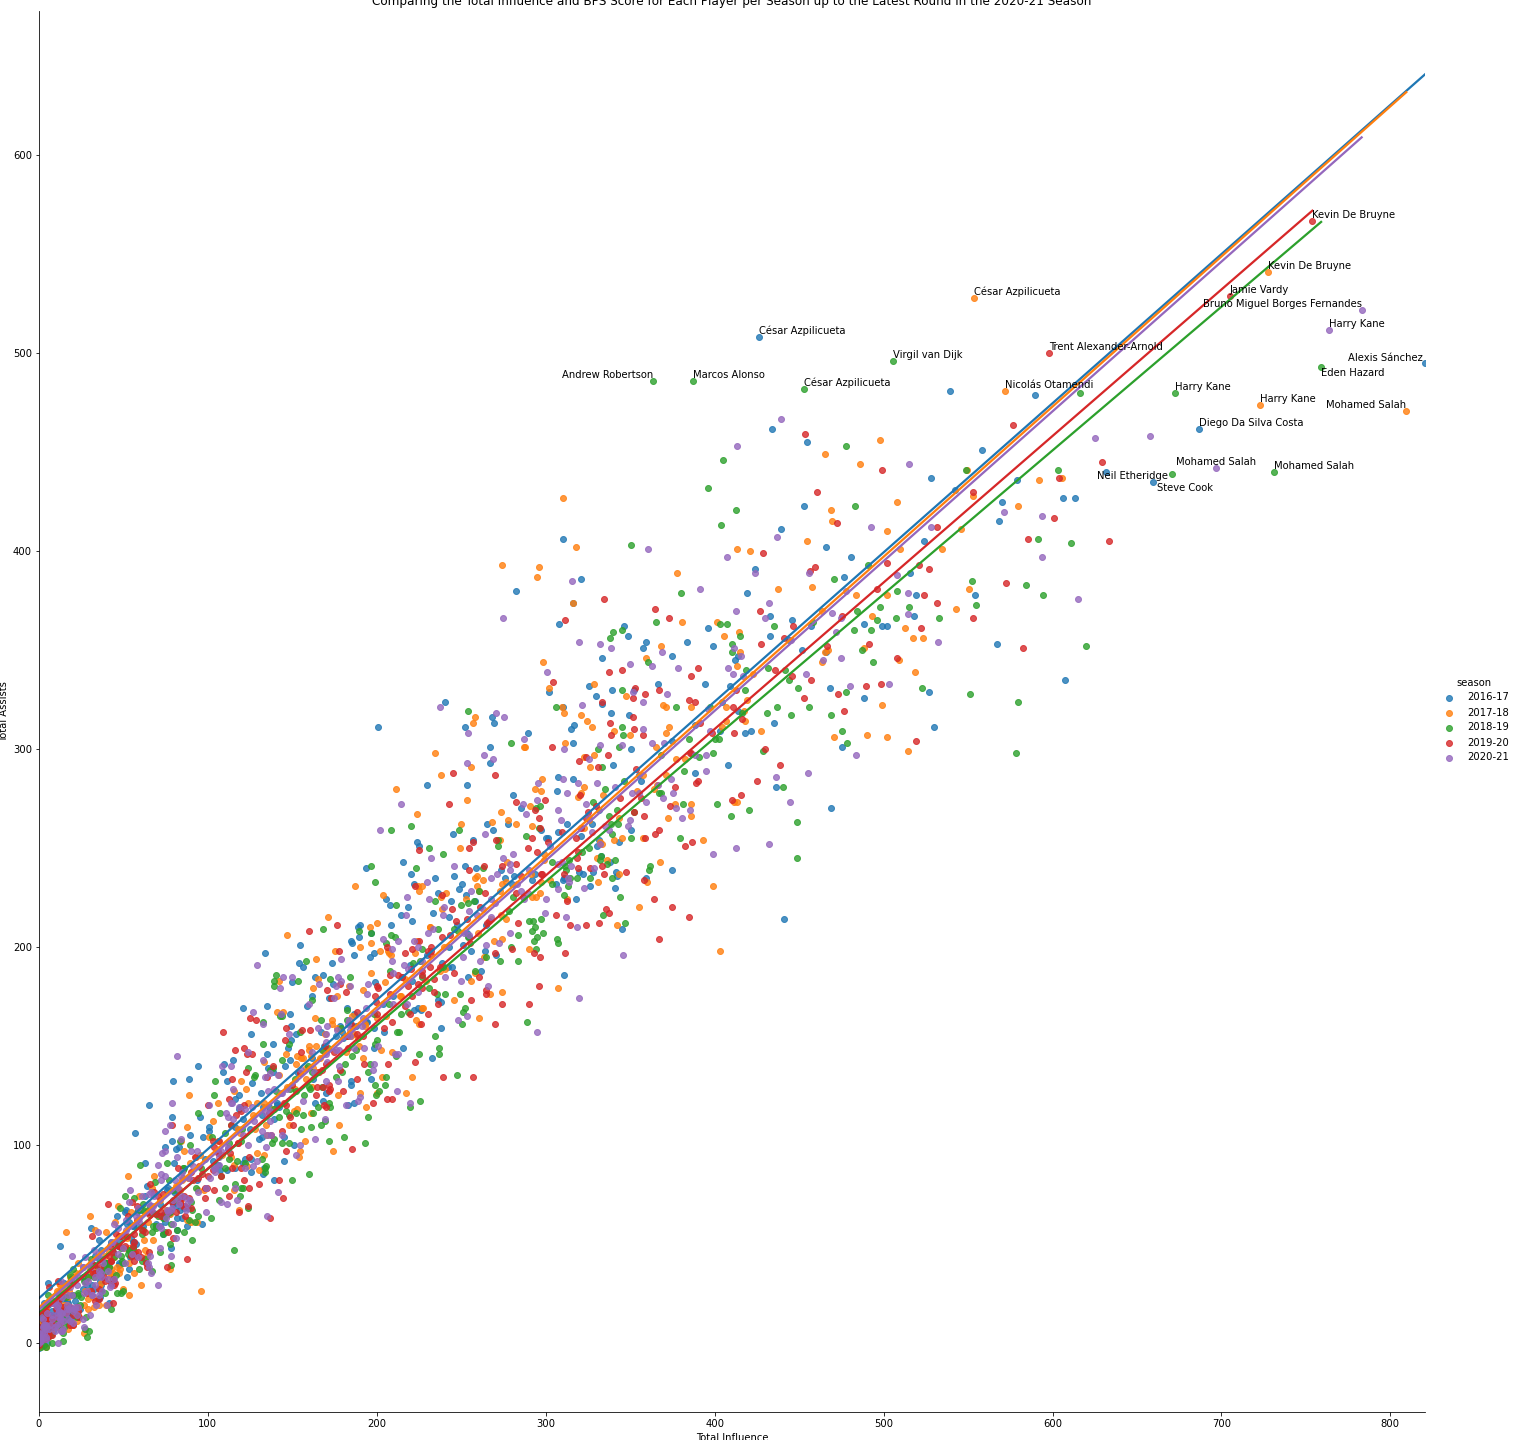 Comparing the Total Influence and BPS Score for Each Player per Season up to the Latest Round in the 2020-21 Season
600
500
400
300
200
100
0
Total Assists
Kevin De Bruyne
Kevin De Bruyne
César Azpilicueta
Jamie Vardy
Bruno Miguel Borges Fernandes
Harry Kane
César Azpilicueta
Trent Alexander-Arnold
Virgil van Dijk
Alexis Sánchez
Eden Hazard
Andrew Robertson
Marcos Alonso
César Azpilicueta
Nicolás Otamendi
Harry Kane
Harry Kane
Mohamed Salah
Diego Da Silva Costa
Mohamed Salah
Mohamed Salah
Neil Etheridge
Steve Cook
season
2016-17
2017-18
2018-19
2019-20
2020-21
0
100
200
300
400
500
600
700
800
Total Influence